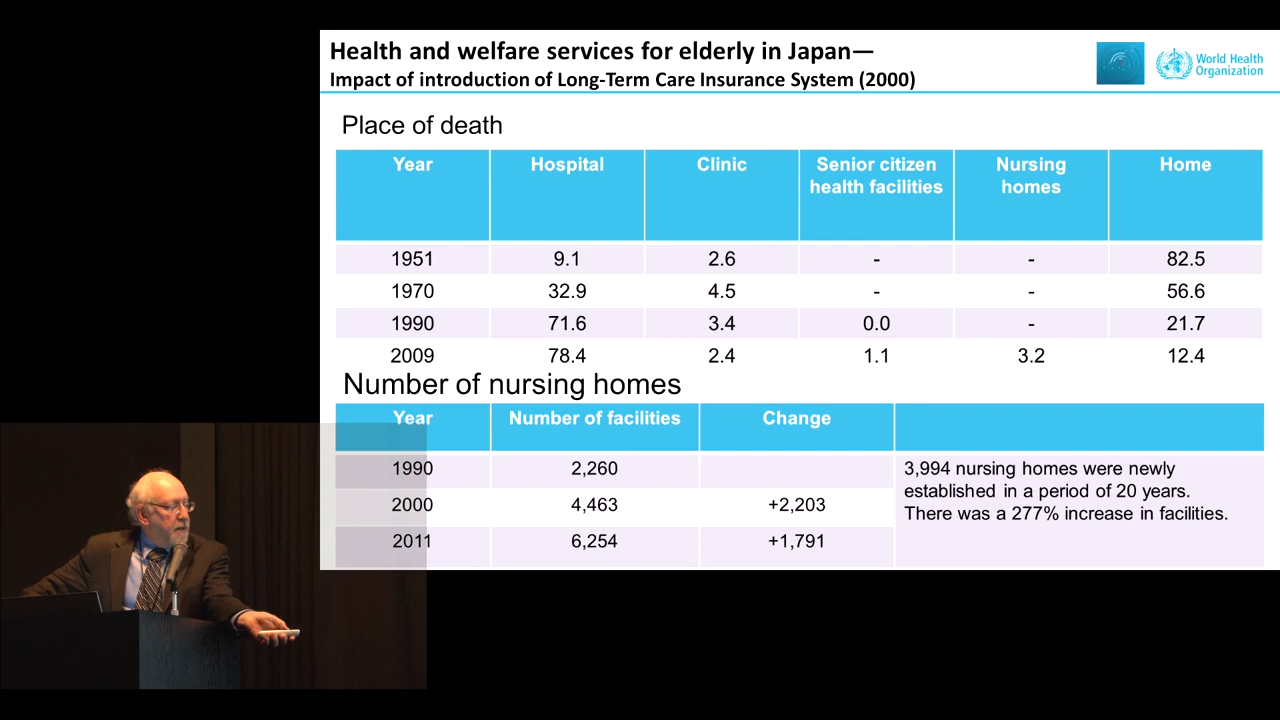 Health and welfare services for elderly in Japan—
Impact of introduction of Long-Term Care Insurance System (2000)
World Health
Organization
Place of death
Year Hospital Clinic Senior citizen health facilities Nursing homes Home
1951 9.1 2.6 - - 82.5
1970 32.9 4.5 - - 56.6
1990 71.6 3.4 0.0 - 21.7
2009 78.4 2.4 1.1 3.2 12.4
Number of nursing homes
Year Number of facilities Change
1990 2,260
2000 4,463 +2,203
2011 6,254 +1,791
3,994 nursing homes were newly
established in a period of 20 years.
There was a 277% increase in facilities.